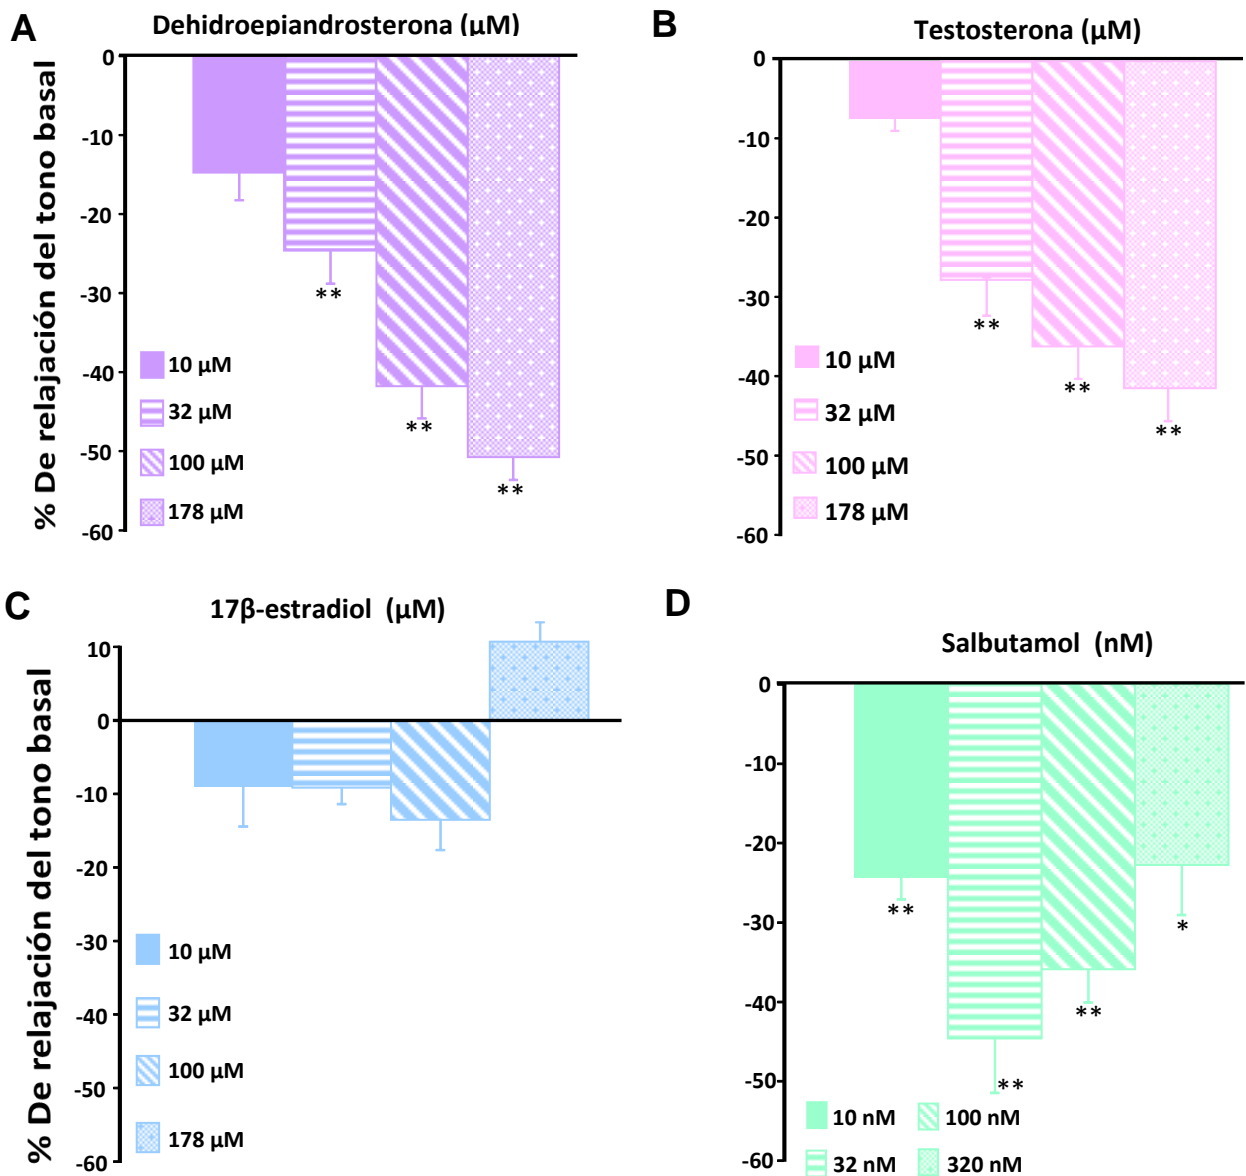 A
Dehidroepiandrosterona (µM)
% De relajación del tono basal
0
-10
-20
-30
-40
-50
-60
**
**
**
10 µM
32 µM
100 µM
178 µM
B
Testosterona (µM)
0
-10
-20
-30
-40
-50
-60
**
**
**
10 µM
32 µM
100 µM
178 µM
C
17β-estradiol (µM)
% De relajación del tono basal
10
0
-10
-20
-30
-40
-50
-60
10 µM
32 µM
100 µM
178 µM
D
Salbutamol (nM)
0
-10
-20
-30
-40
-50
-60
**
**
**
*
10 nM
100 nM
32 nM
320 nM